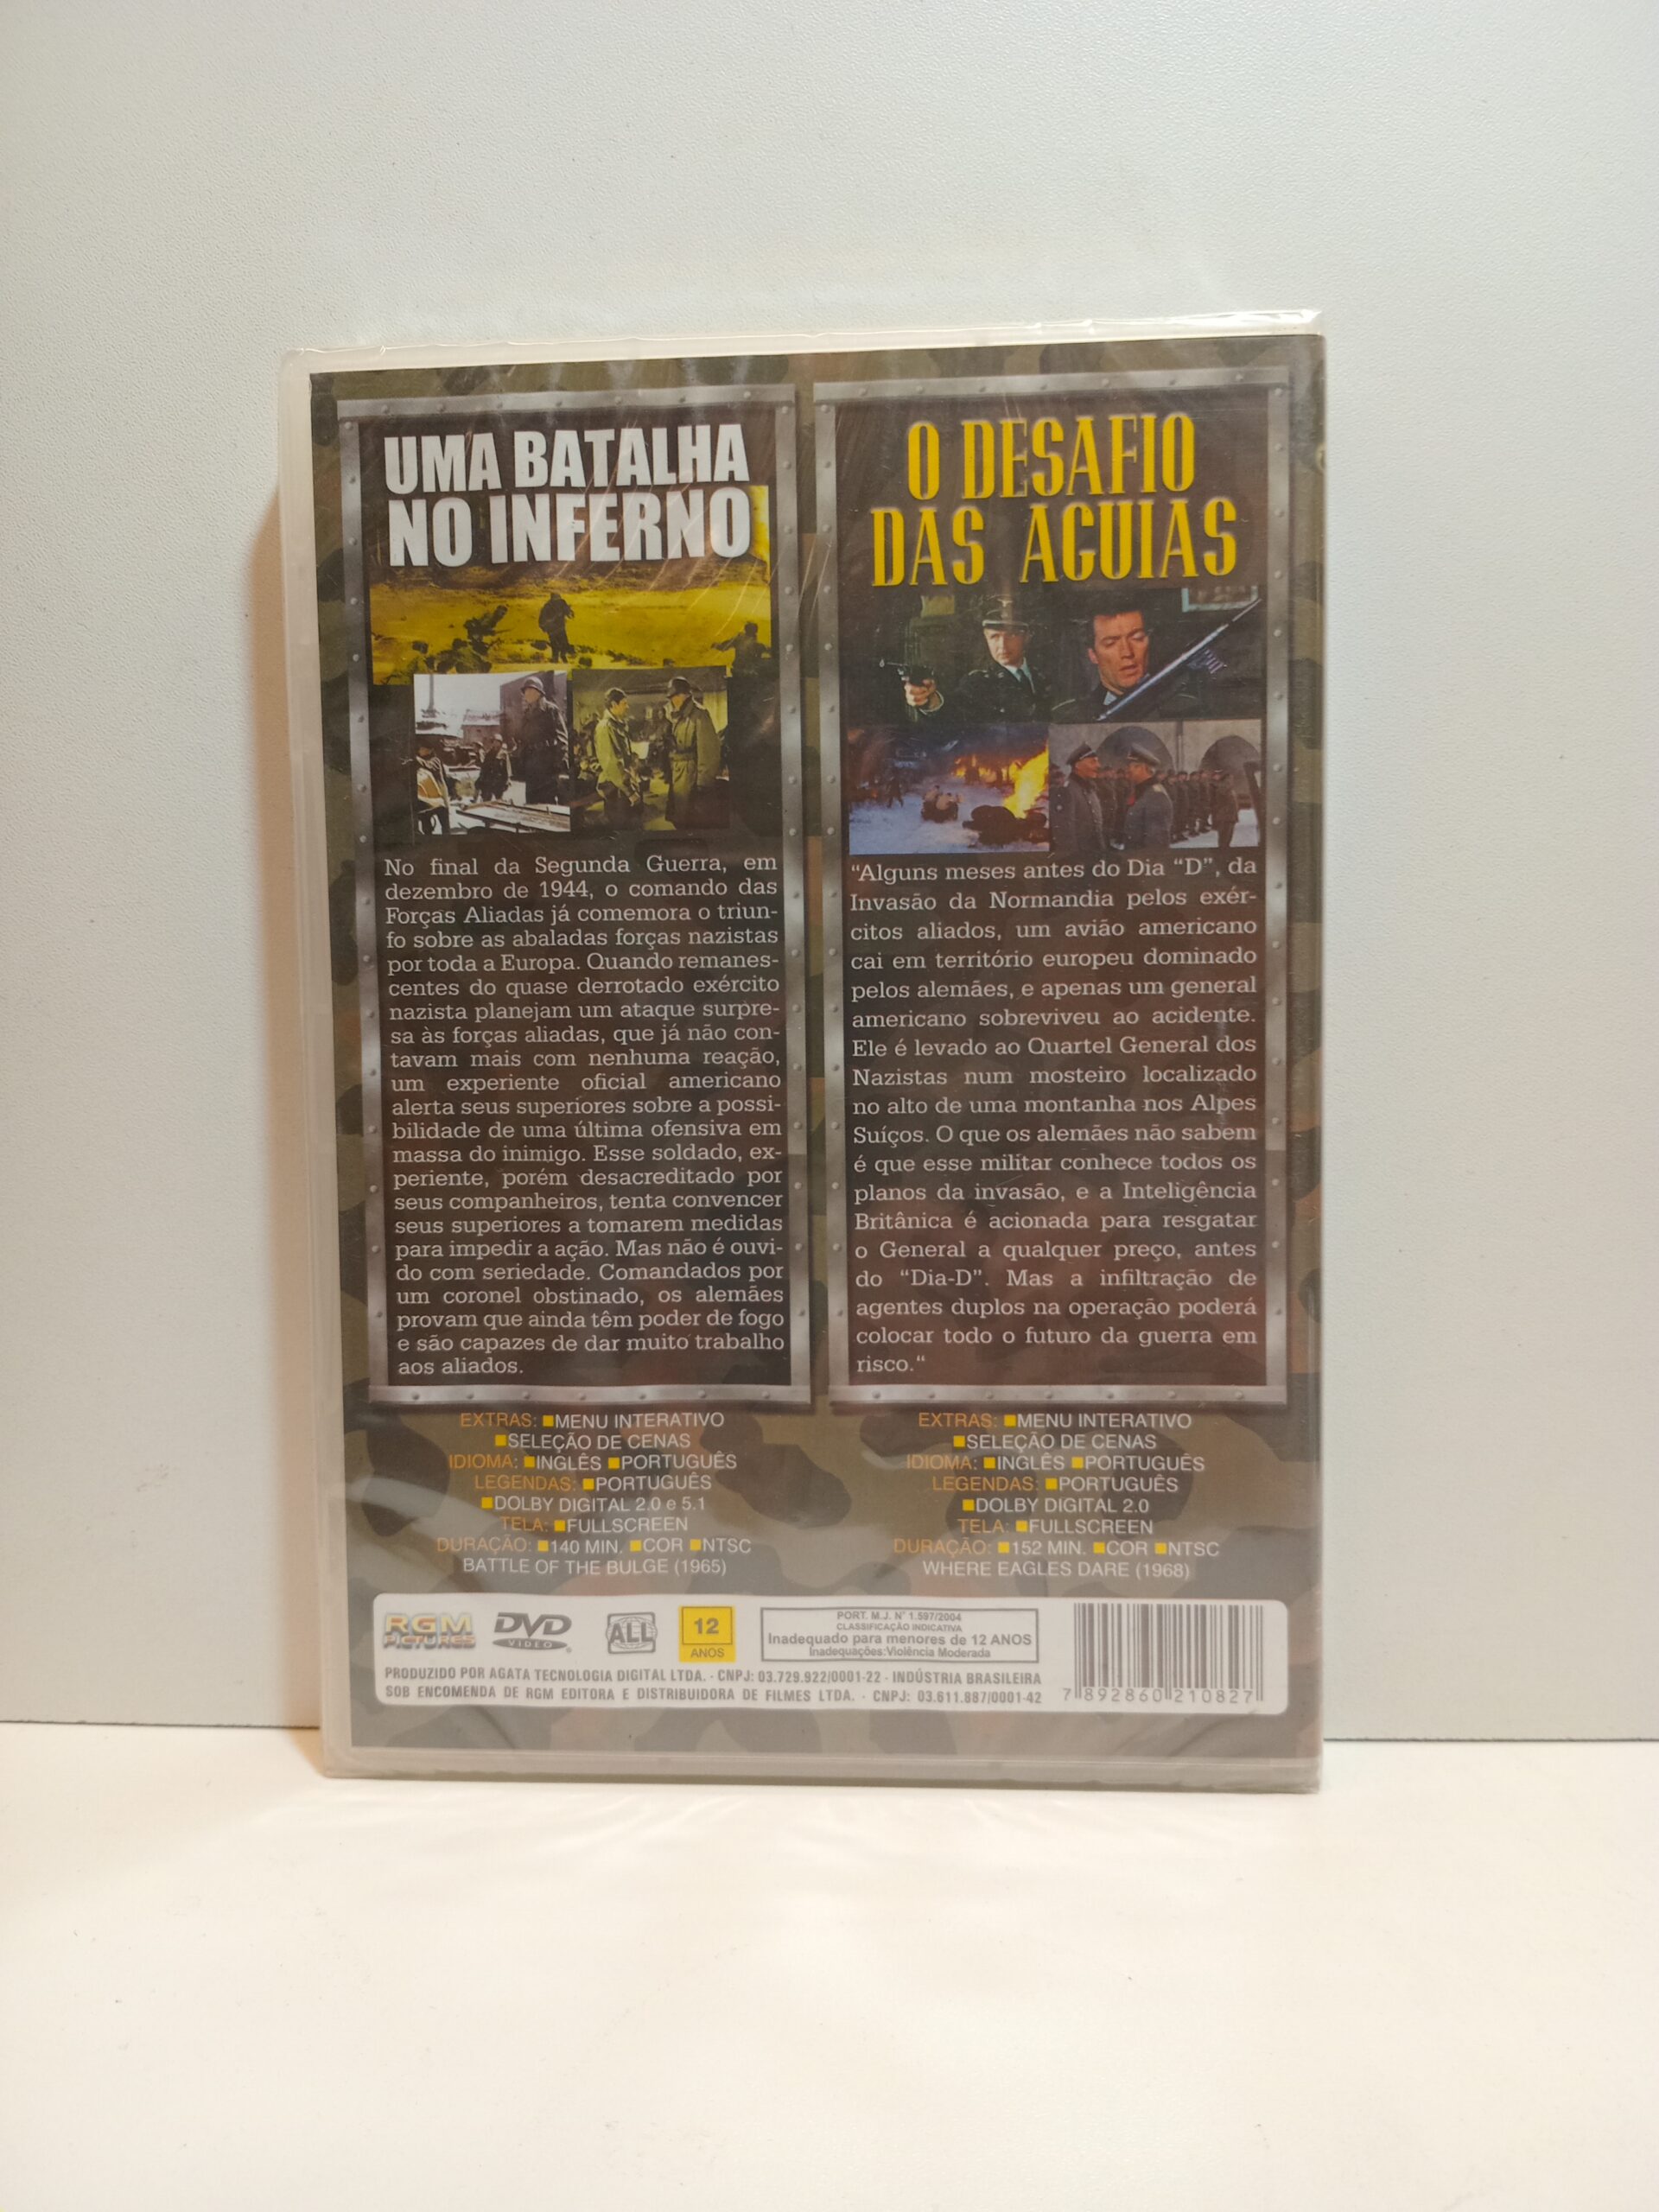 UMA BATALHA
NO INFERNO
No final da Segunda Guerra, em
dezembro de 1944, o comando das
Forças Aliadas já comemora o triun-
fo sobre as abaladas forças nazistas
por toda a Europa. Quando remanes-
centes do quase derrotado exército
nazista planejam um ataque surpre-
sa às forças aliadas, que já não con-
tavam mais com nenhuma reação,
um experiente oficial americano
alerta seus superiores sobre a possi-
bilidade de uma última ofensiva em
massa do inimigo. Esse soldado, ex-
periente, porém desacreditado por
seus companheiros, tenta convencer
seus superiores a tomarem medidas
para impedir a ação. Mas não é ouvi-
do com seriedade. Comandados por
um coronel obstinado, os alemães
provam que ainda têm poder de fogo
e são capazes de dar muito trabalho
aos aliados.
EXTRAS: ■MENU INTERATIVO
■SELEÇÃO DE CENAS
IDIOMA: ■INGLÊS ■PORTUGUÊS
LEGENDAS: ■PORTUGUÊS
■DOLBY DIGITAL 2.0 e 5.1
TELA: ■FULLSCREEN
DURAÇÃO: ■140 MIN. ■COR ■NTSC
BATTLE OF THE BULGE (1965)
O DESAFIO
DAS AGUIAS
“Alguns meses antes do Dia “D”, da
Invasão da Normandia pelos exér-
citos aliados, um avião americano
cai em território europeu dominado
pelos alemães, e apenas um general
americano sobreviveu ao acidente.
Ele é levado ao Quartel General dos
Nazistas num mosteiro localizado
no alto de uma montanha nos Alpes
Suíços. O que os alemães não sabem
é que esse militar conhece todos os
planos da invasão, e a Inteligência
Britânica é acionada para resgatar
o General a qualquer preço, antes
do “Dia-D”. Mas a infiltração de
agentes duplos na operação poderá
colocar todo o futuro da guerra em
risco.“
EXTRAS: ■MENU INTERATIVO
■SELEÇÃO DE CENAS
IDIOMA: ■INGLÊS ■PORTUGUÊS
LEGENDAS: ■PORTUGUÊS
■DOLBY DIGITAL 2.0
TELA: ■FULLSCREEN
DURAÇÃO: ■152 MIN. ■COR ■NTSC
WHERE EAGLES DARE (1968)
RGM
PICTURES
DVD
VIDEO
ALL
12
ANOS
PORT. M.J. Nº 1.597/2004
CLASSIFICAÇÃO INDICATIVA
Inadequado para menores de 12 ANOS
Inadequações:Violência Moderada
PRODUZIDO POR AGATA TECNOLOGIA DIGITAL LTDA. · CNPJ: 03.729.922/0001-22 · INDÚSTRIA BRASILEIRA
SOB ENCOMENDA DE RGM EDITORA E DISTRIBUIDORA DE FILMES LTDA. · CNPJ: 03.611.887/0001-42
7 892860 210827